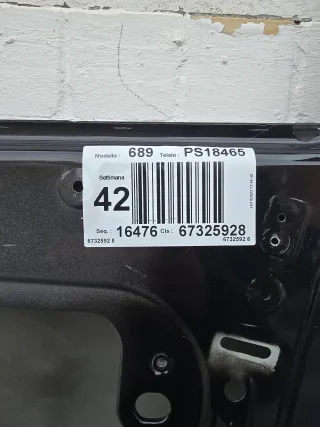 Modello : 689 Telaio : PS18465
Settimana
42
Seq. : 16476 Cis : 67325928
6732592 8 6732592 8